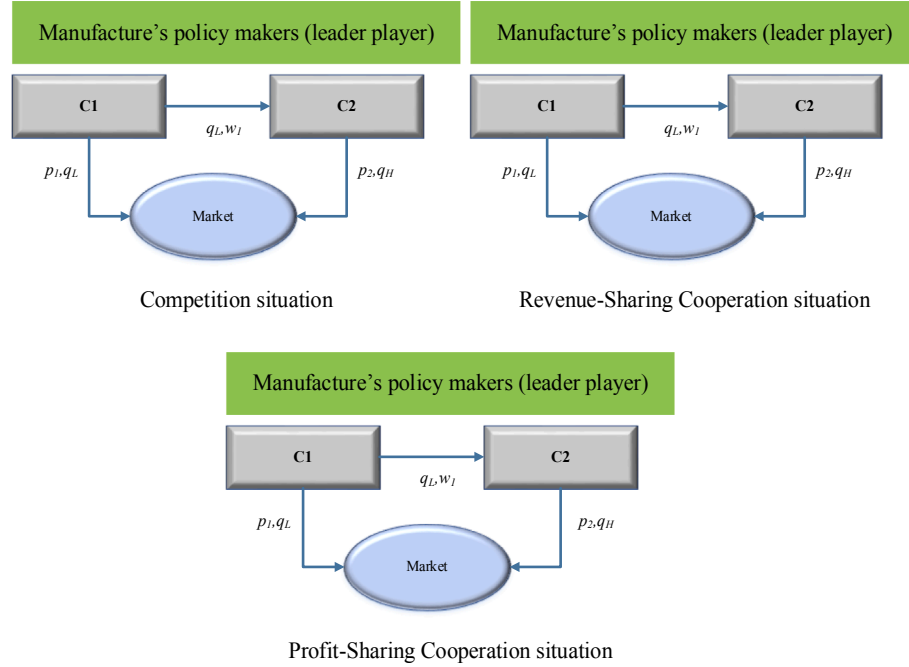 Manufacture's policy makers (leader player)
C1
C2
qL,w1
p1,qL
p2,qH
Market
Competition situation
Manufacture's policy makers (leader player)
C1
C2
qL,w1
p1,qL
p2,qH
Market
Revenue-Sharing Cooperation situation
Manufacture's policy makers (leader player)
C1
C2
qL,w1
p1,qL
p2,qH
Market
Profit-Sharing Cooperation situation